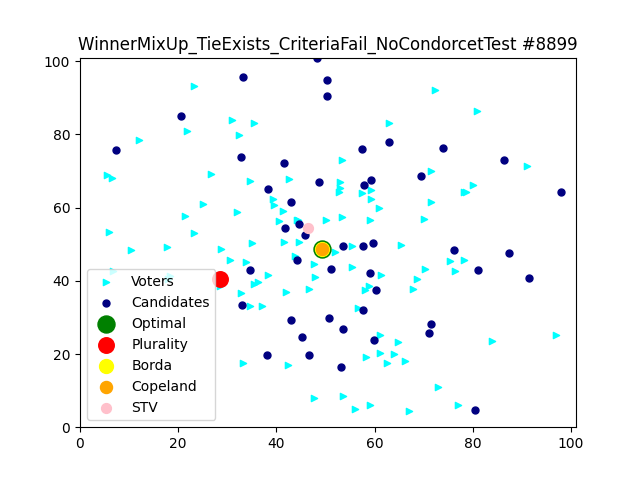 WinnerMixUp_TieExists_CriteriaFail_NoCondorcetTest #8899
100
80
60
40
20
0
Voters
Candidates
Optimal
Plurality
Borda
Copeland
STV
0 20 40 60 80 100